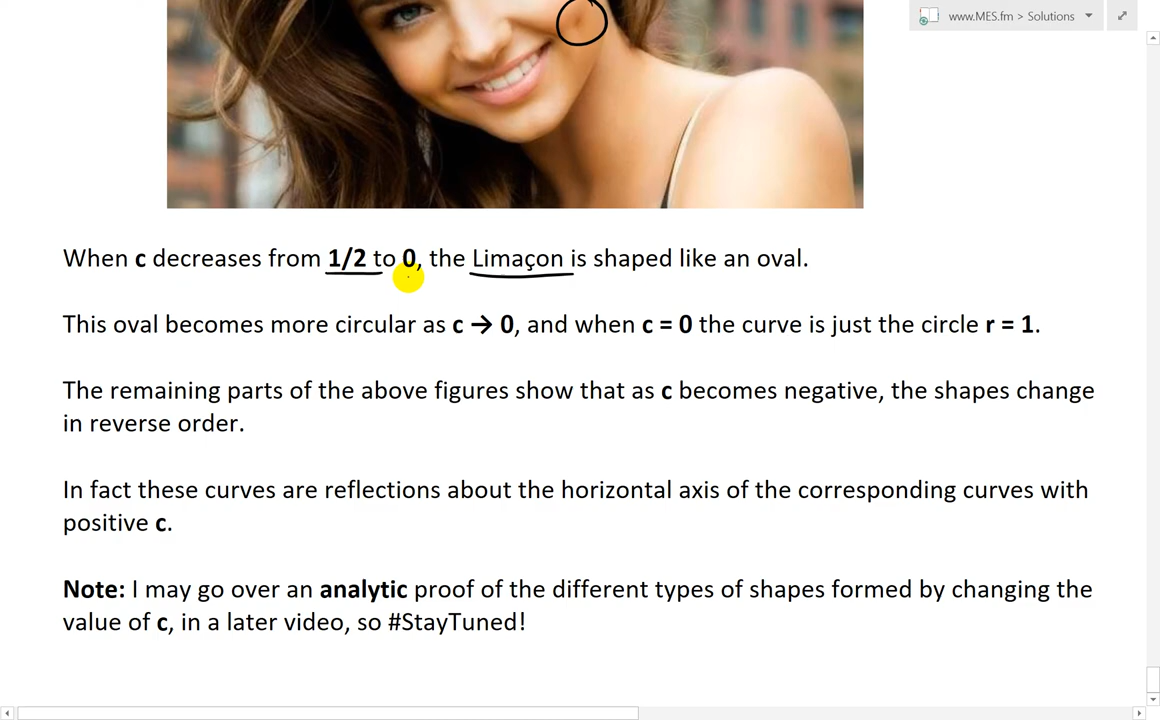 www.MES.fm > Solutions
When c decreases from 1/2 to 0, the Limaçon is shaped like an oval.
This oval becomes more circular as c → 0, and when c = 0 the curve is just the circle r = 1.
The remaining parts of the above figures show that as c becomes negative, the shapes change
in reverse order.
In fact these curves are reflections about the horizontal axis of the corresponding curves with
positive c.
Note: I may go over an analytic proof of the different types of shapes formed by changing the
value of c, in a later video, so #StayTuned!